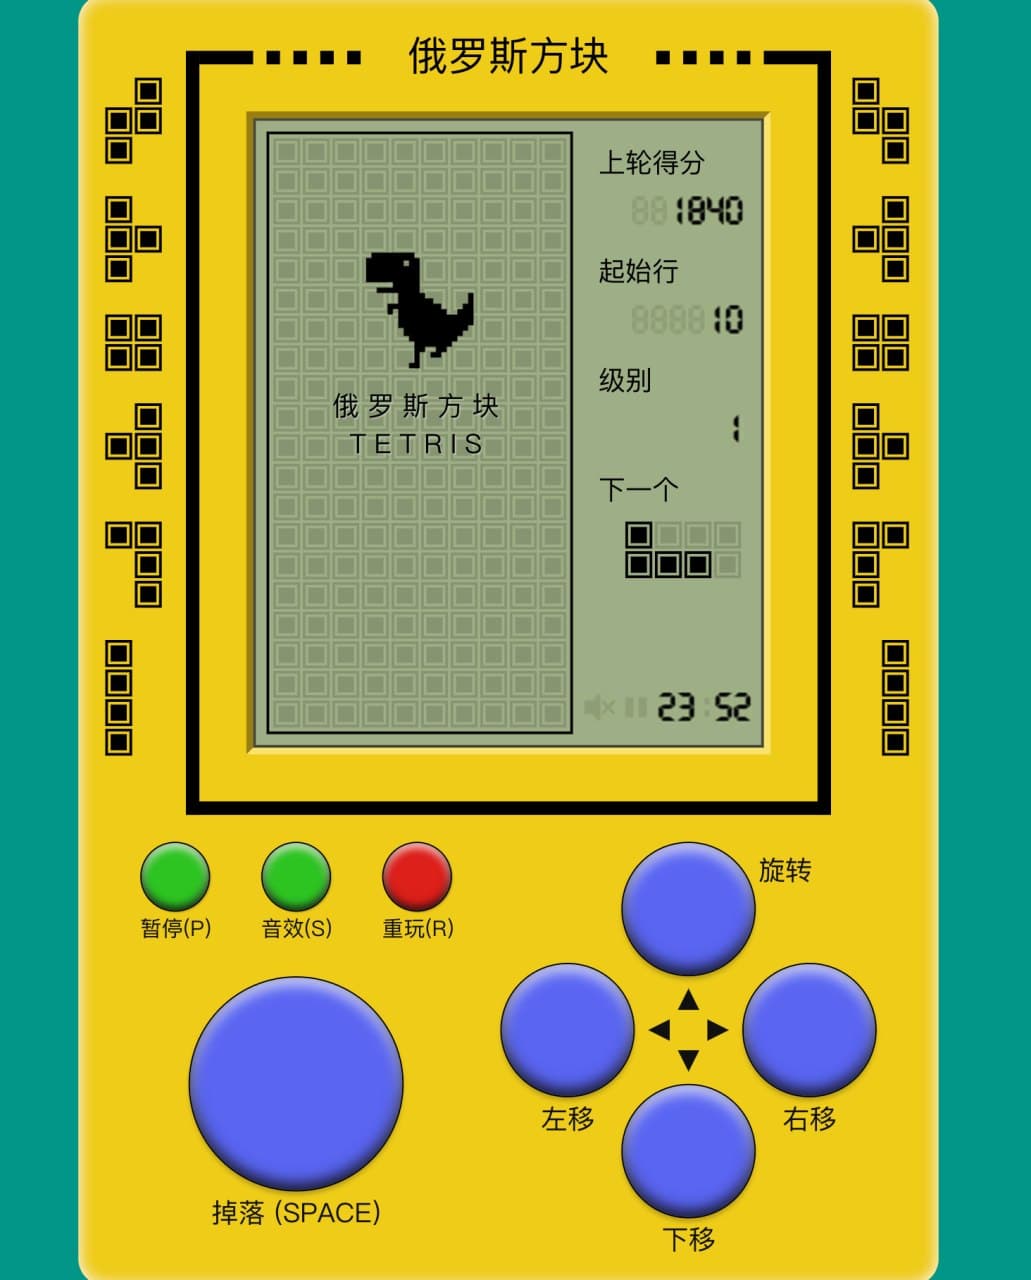 俄罗斯方块
上轮得分
1840
起始行
10
级别
1
下一个
俄罗斯方块
TETRIS
23:52
暂停(P)
音效(S)
重玩(R)
旋转
左移
右移
下移
掉落 (SPACE)